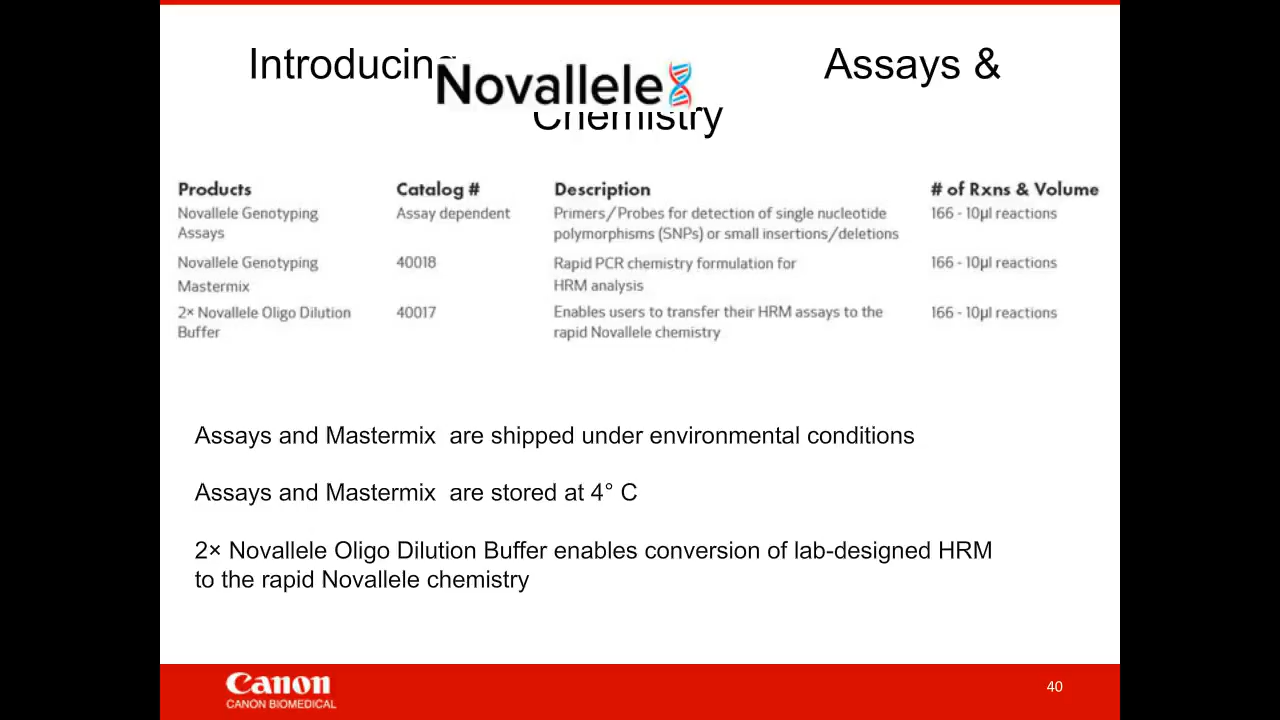 Introducing Novallele Assays &
Chemistry
Products Catalog # Description # of Rxns & Volume
Novallele Genotyping Assay dependent Primers/Probes for detection of single nucleotide 166 - 10µl reactions
Assays polymorphisms (SNPs) or small insertions/deletions
Novallele Genotyping 40018 Rapid PCR chemistry formulation for 166 - 10µl reactions
Mastermix HRM analysis
2× Novallele Oligo Dilution 40017 Enables users to transfer their HRM assays to the 166 - 10µl reactions
Buffer rapid Novallele chemistry
Assays and Mastermix are shipped under environmental conditions
Assays and Mastermix are stored at 4° C
2× Novallele Oligo Dilution Buffer enables conversion of lab-designed HRM
to the rapid Novallele chemistry
Canon
CANON BIOMEDICAL
40